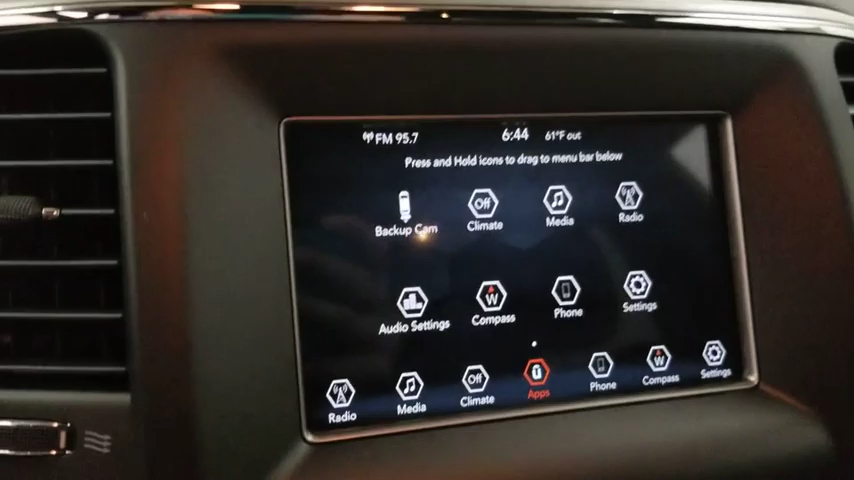 FM 95.7 6:44 61°F out
Press and Hold icons to drag to menu bar below
Off
Backup Cam Climate Media Radio
W
Audio Settings Compass Phone Settings
Off ū W
Radio Media Climate Apps Phone Compass Settings